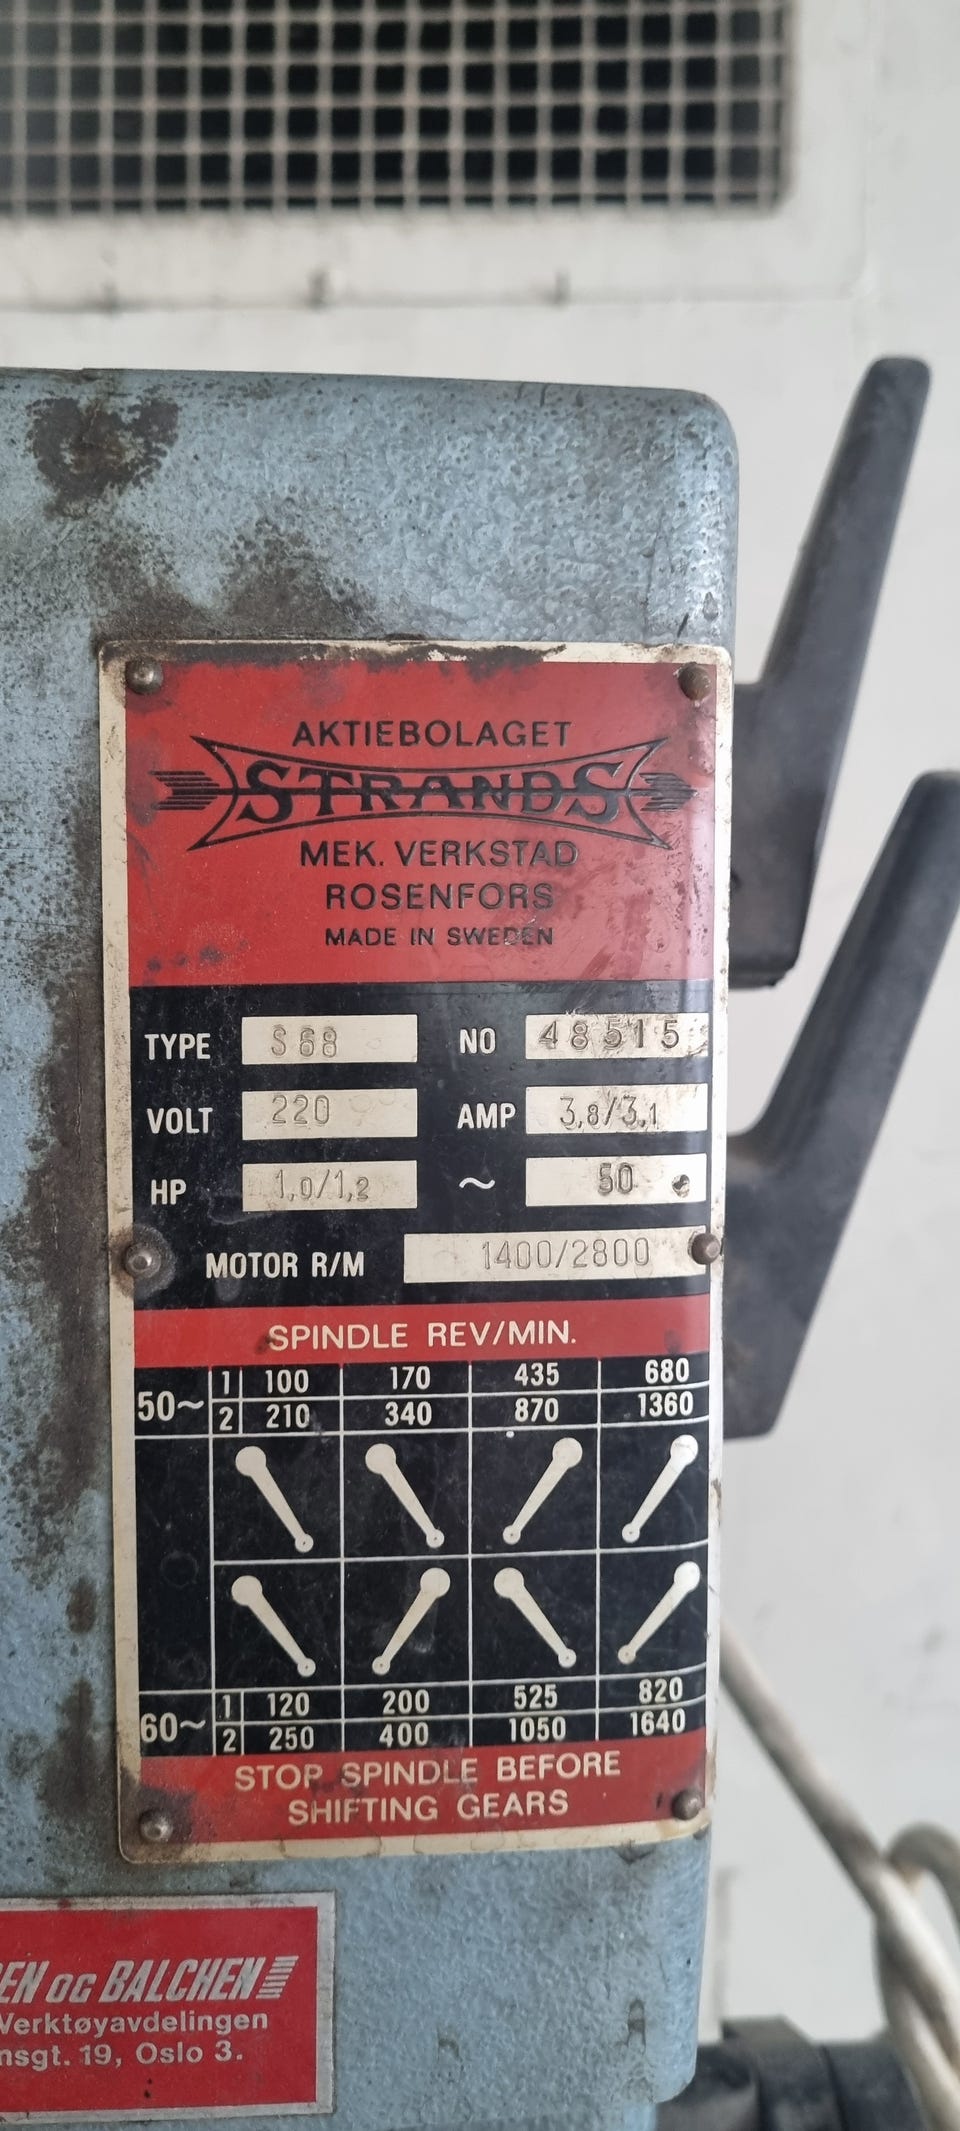 AKTIEBOLAGET
STRANDS
MEK. VERKSTAD
ROSENFORS
MADE IN SWEDEN
TYPE S68 NO 48515
VOLT 220 AMP 3,8/3,1
HP 1,0/1,2 ~ 50
MOTOR R/M 1400/2800
SPINDLE REV/MIN.
50~ 1 100 170 435 680
2 210 340 870 1360
60~ 1 120 200 525 820
2 250 400 1050 1640
STOP SPINDLE BEFORE
SHIFTING GEARS
EN OG BALCHEN
Verktøyavdelingen
nsgt. 19, Oslo 3.